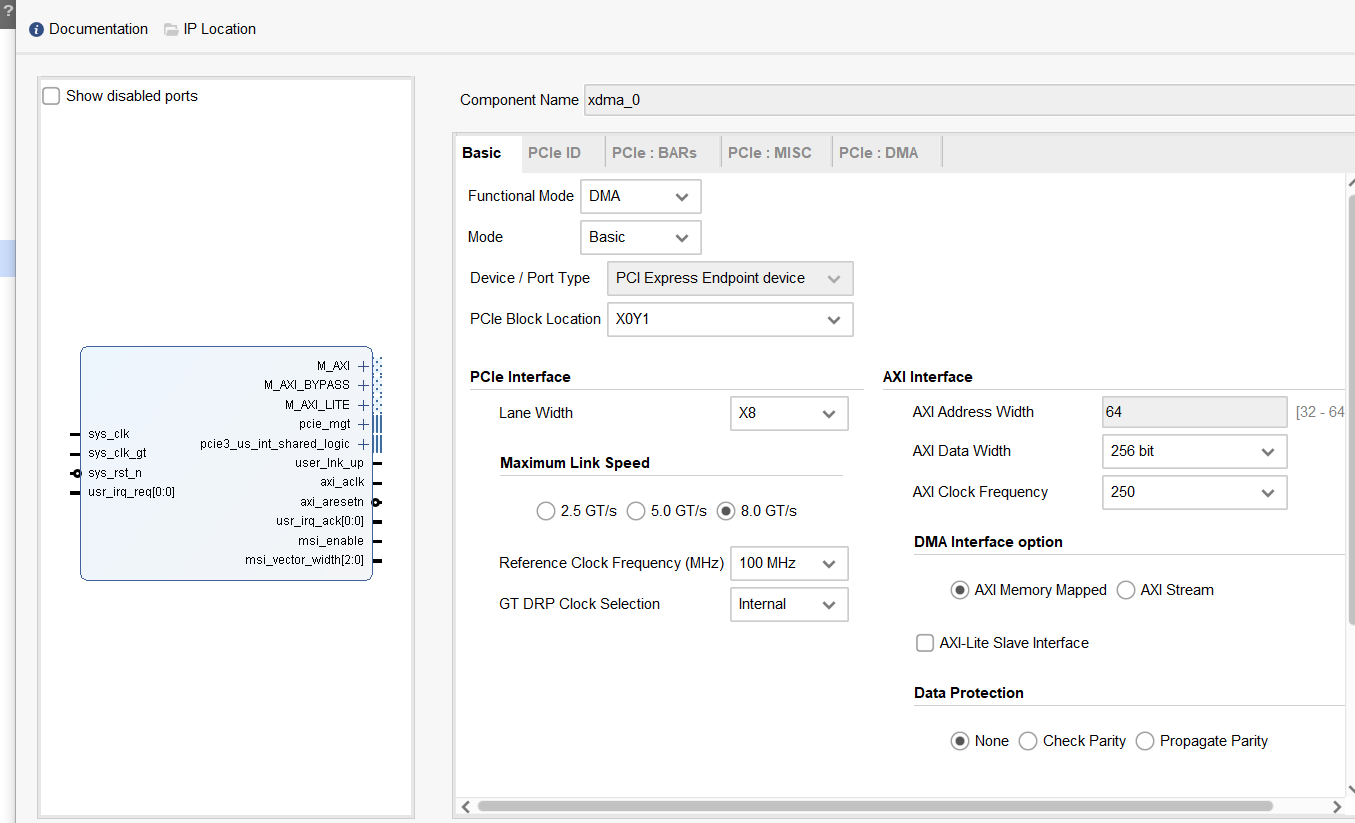 ?
Documentation IP Location
Show disabled ports
Component Name xdma_0
Basic PCIe ID PCIe : BARs PCIe : MISC PCIe : DMA
Functional Mode DMA
Mode Basic
Device / Port Type PCI Express Endpoint device
PCIe Block Location X0Y1
PCIe Interface
Lane Width X8
Maximum Link Speed
2.5 GT/s 5.0 GT/s 8.0 GT/s
Reference Clock Frequency (MHz) 100 MHz
GT DRP Clock Selection Internal
AXI Interface
AXI Address Width 64 [32 - 64
AXI Data Width 256 bit
AXI Clock Frequency 250
DMA Interface option
AXI Memory Mapped AXI Stream
AXI-Lite Slave Interface
Data Protection
None Check Parity Propagate Parity
sys_clk
sys_clk_gt
sys_rst_n
usr_irq_req[0:0]
M_AXI
M_AXI_BYPASS
M_AXI_LITE
pcie_mgt
pcie3_us_int_shared_logic
user_lnk_up
axi_aclk
axi_aresetn
usr_irq_ack[0:0]
msi_enable
msi_vector_width[2:0]